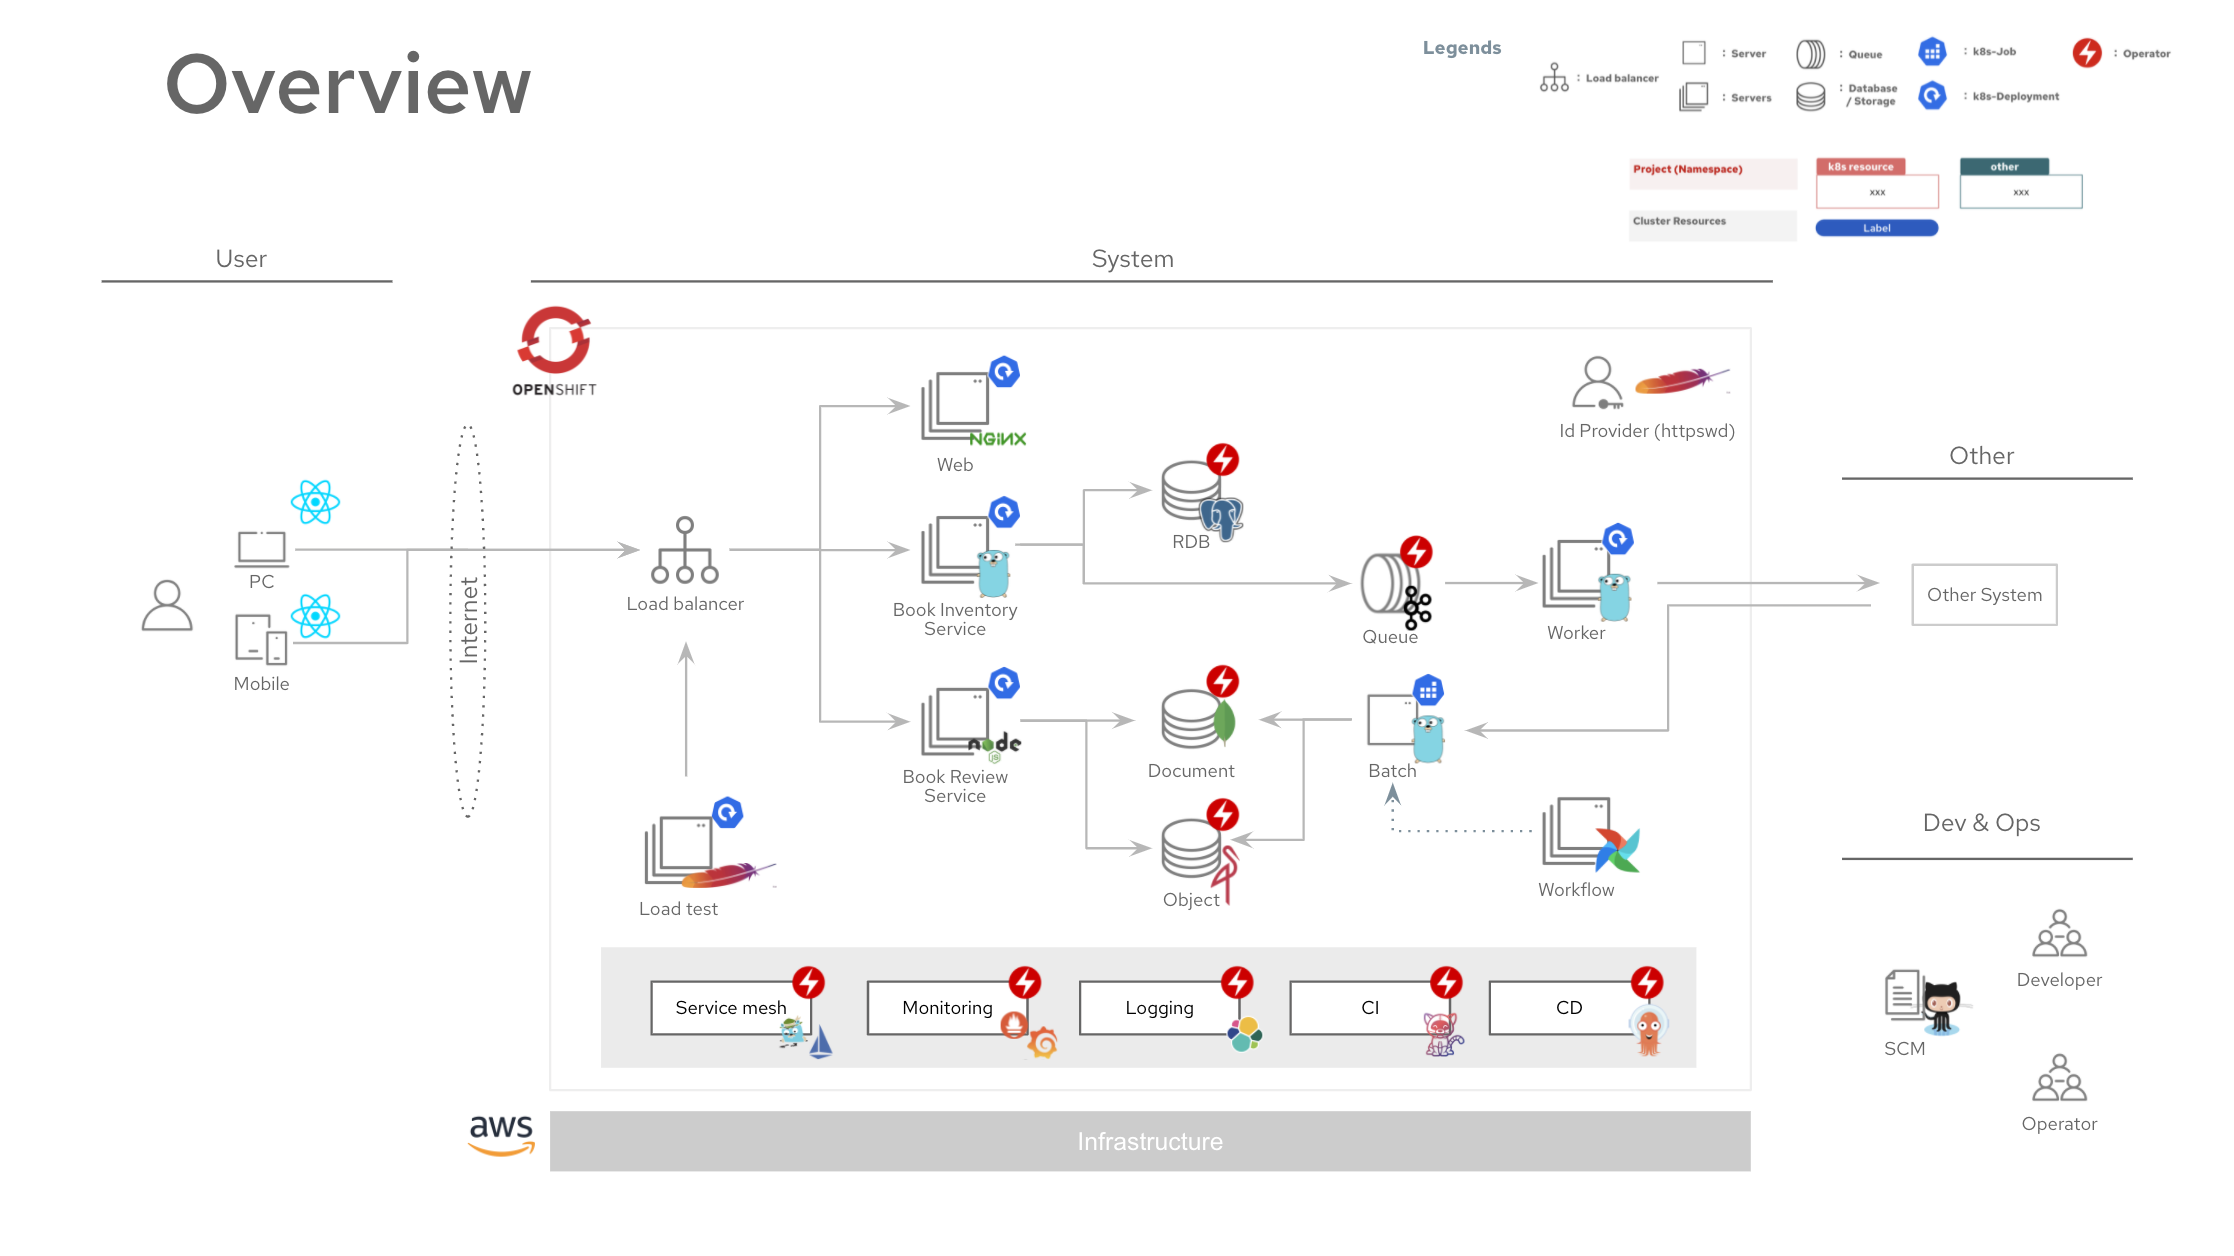 Overview
Legends
: Load balancer
: Server
: Servers
: Queue
: Database
/ Storage
: k8s-Job
: k8s-Deployment
: Operator
Project (Namespace)
Cluster Resources
k8s resource
xxx
Label
other
xxx
User
System
OPENSHIFT
PC
Mobile
Internet
Load balancer
Load test
NGINX
Web
Book Inventory
Service
node
JS
Book Review
Service
RDB
Document
Object
Id Provider (httpswd)
Queue
Worker
Batch
Workflow
Other
Other System
Service mesh
Monitoring
Logging
CI
CD
Dev & Ops
Developer
SCM
Operator
aws
Infrastructure